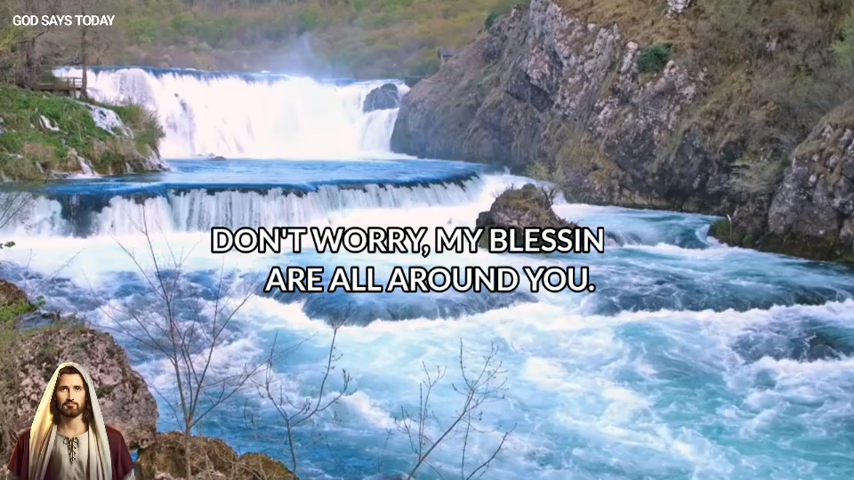 GOD SAYS TODAY
DON'T WORRY, MY BLESSIN
ARE ALL AROUND YOU.